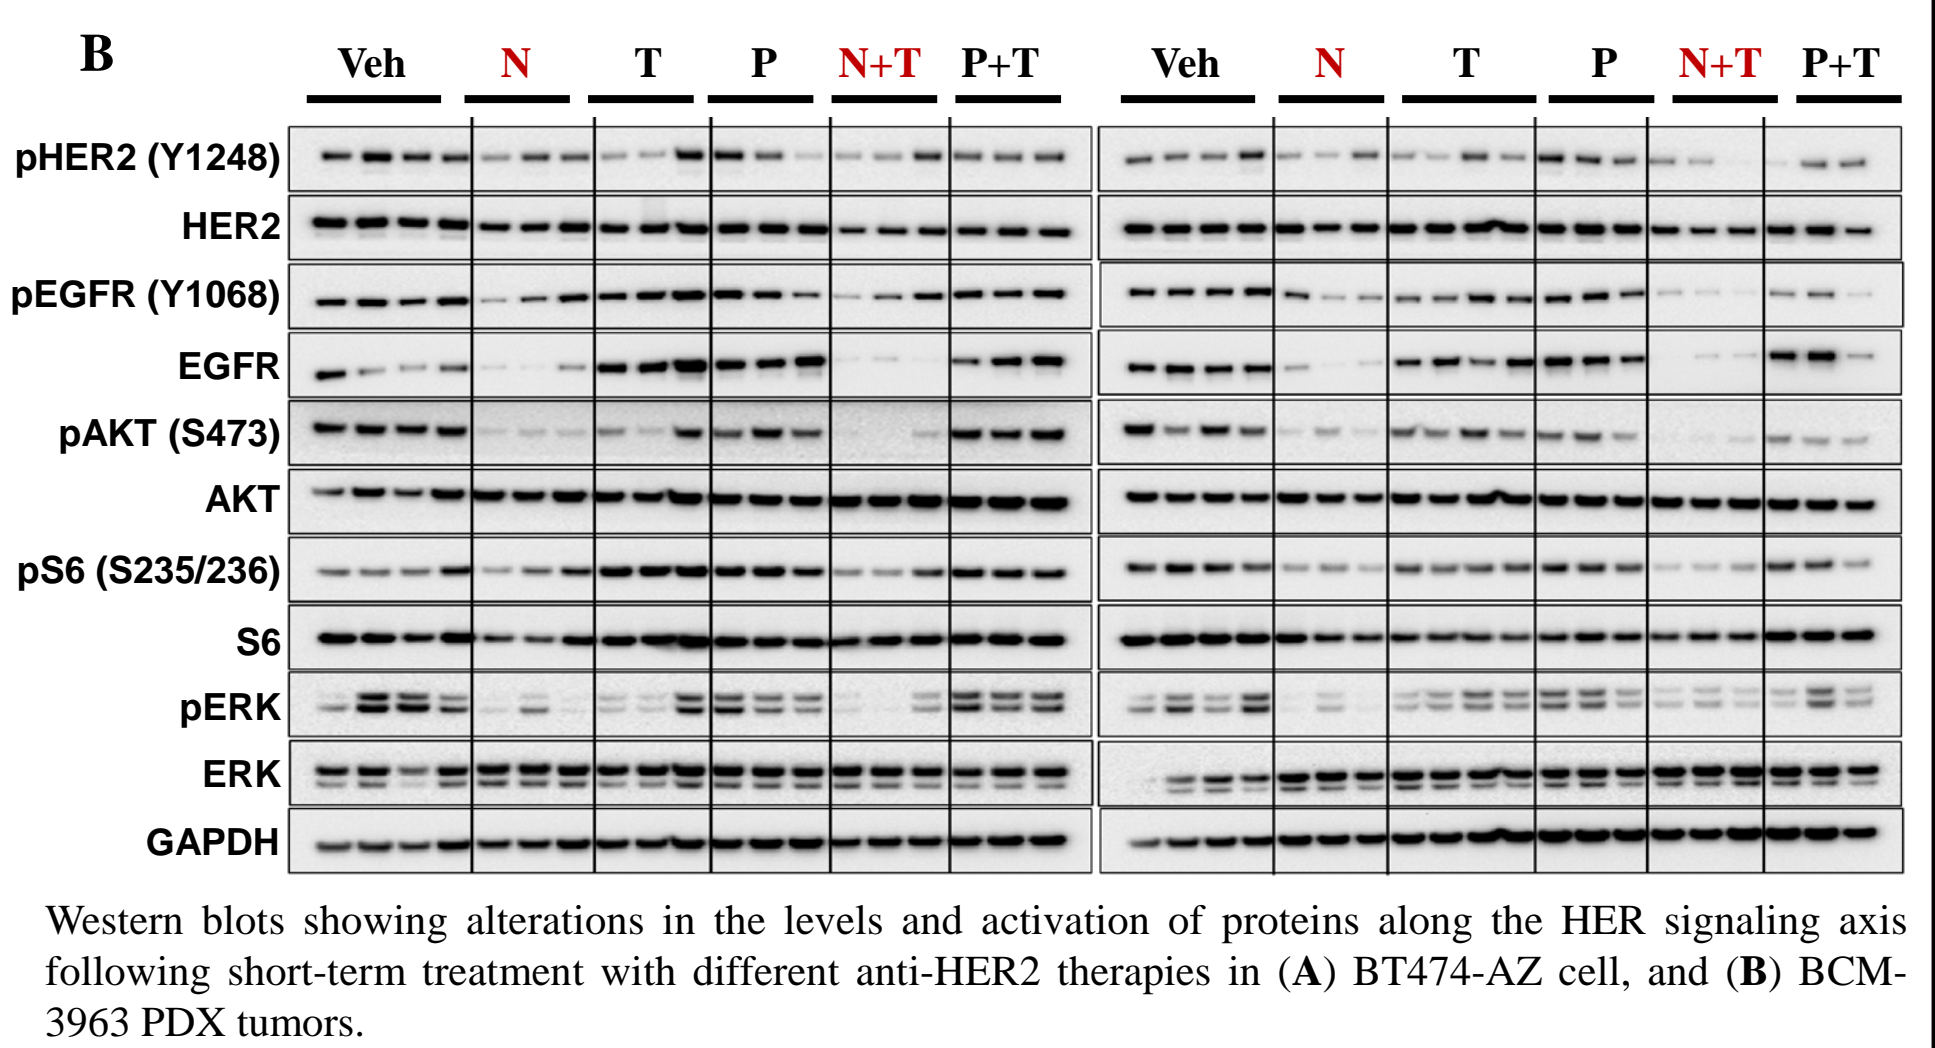 B
Veh N T P N+T P+T Veh N T P N+T P+T
pHER2 (Y1248)
HER2
pEGFR (Y1068)
EGFR
pAKT (S473)
AKT
pS6 (S235/236)
S6
pERK
ERK
GAPDH
Western blots showing alterations in the levels and activation of proteins along the HER signaling axis
following short-term treatment with different anti-HER2 therapies in (A) BT474-AZ cell, and (B) BCM-
3963 PDX tumors.